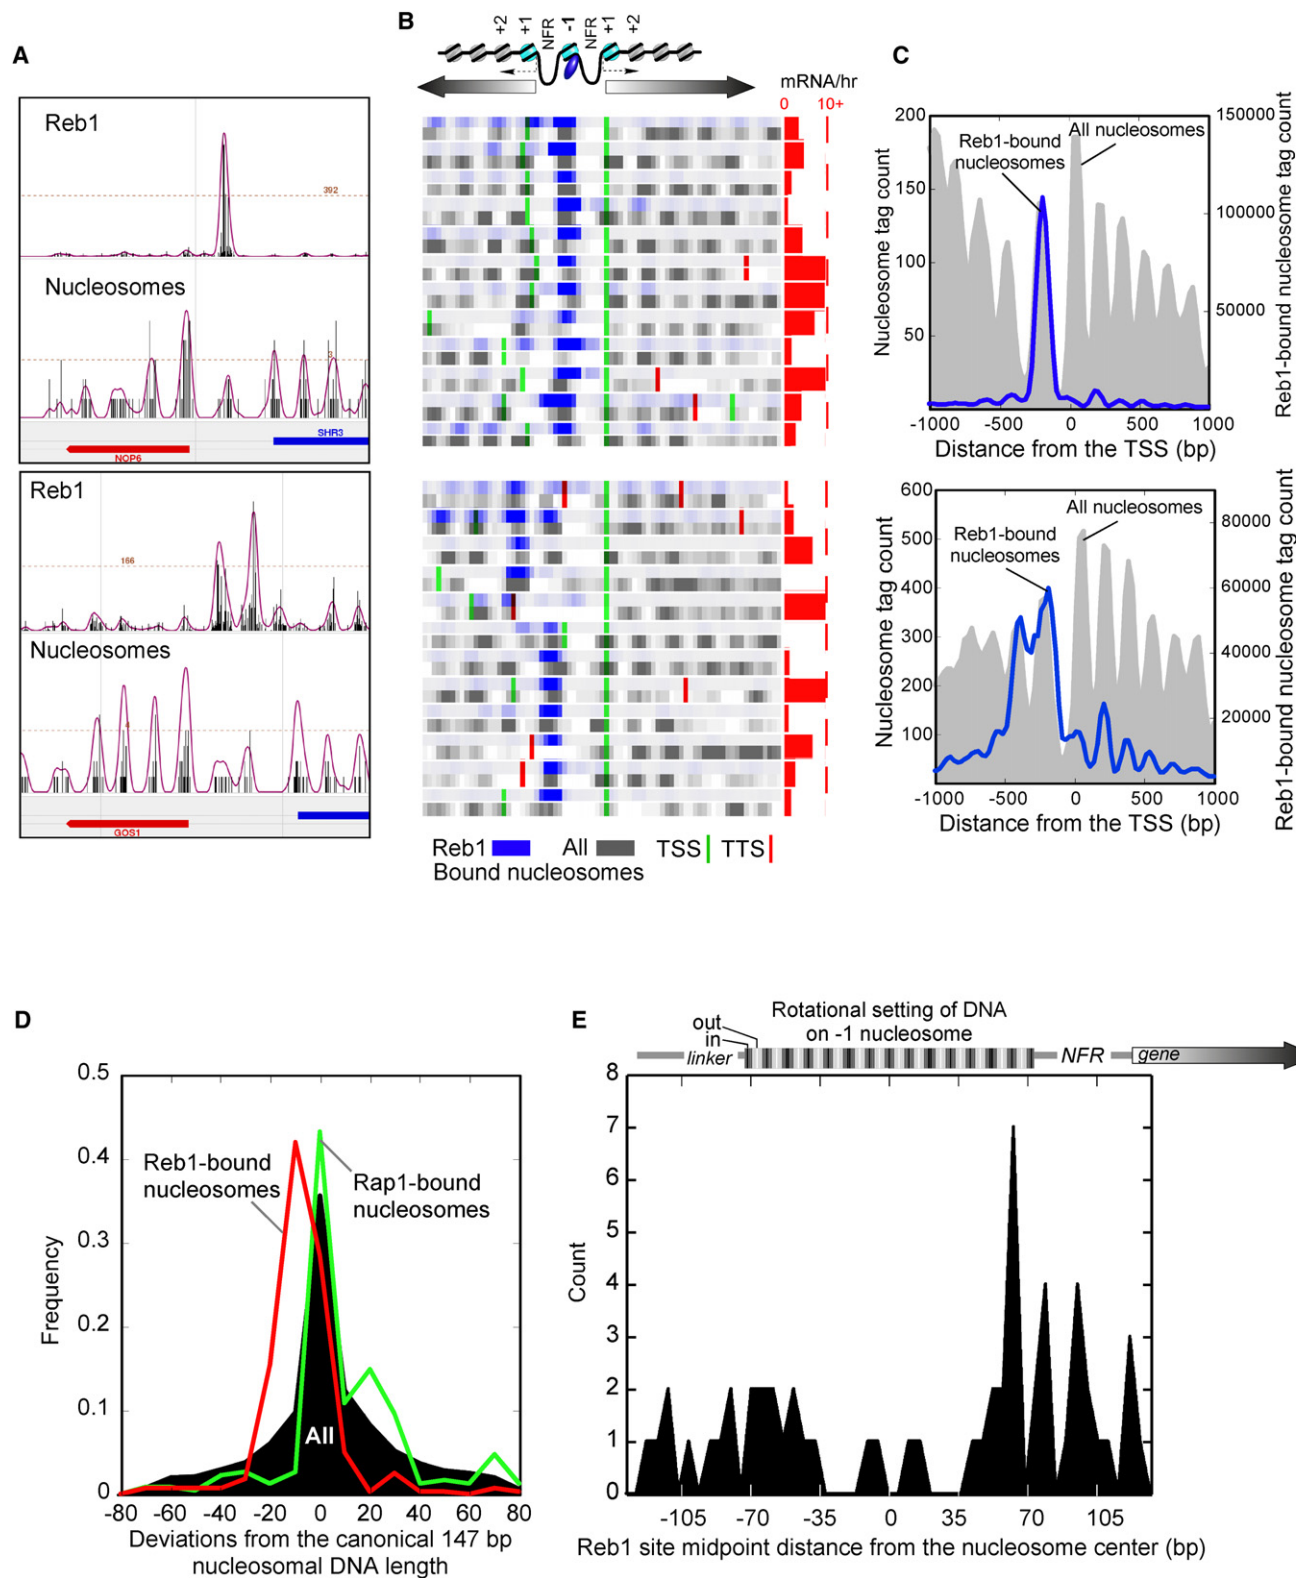 A
Reb1
392
Nucleosomes
3
SHR3
NOP6
Reb1
166
Nucleosomes
4
GOS1
B
+2
+1
NFR
-1
NFR
+1
+2
mRNA/hr
0 10+
Reb1 All TSS TTS
Bound nucleosomes
C
200
150
100
50
Nucleosome tag count
150000
100000
50000
Reb1-bound nucleosome tag count
Reb1-bound
nucleosomes
All nucleosomes
-1000 -500 0 500 1000
Distance from the TSS (bp)
600
500
400
300
200
100
Nucleosome tag count
80000
60000
40000
20000
Reb1-bound nucleosome tag count
Reb1-bound
nucleosomes
All nucleosomes
-1000 -500 0 500 1000
Distance from the TSS (bp)
D
0.5
0.4
0.3
0.2
0.1
0
Frequency
Reb1-bound
nucleosomes
Rap1-bound
nucleosomes
All
-80 -60 -40 -20 0 20 40 60 80
Deviations from the canonical 147 bp
nucleosomal DNA length
E
Rotational setting of DNA
on -1 nucleosome
out
in
linker
NFR
gene
8
7
6
5
4
3
2
1
0
Count
-105 -70 -35 0 35 70 105
Reb1 site midpoint distance from the nucleosome center (bp)